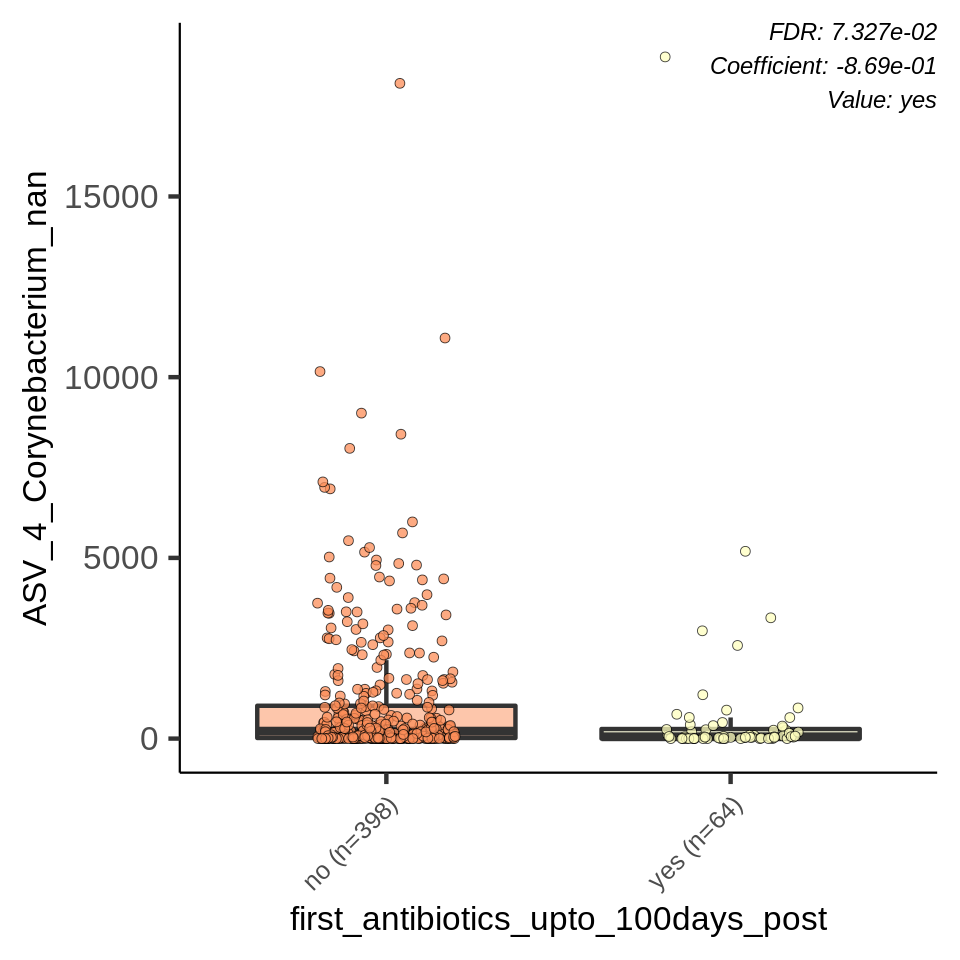 FDR: 7.327e-02
Coefficient: -8.69e-01
Value: yes
ASV_4_Corynebacterium_nan
15000
10000
5000
0
no (n=398)
yes (n=64)
first_antibiotics_upto_100days_post